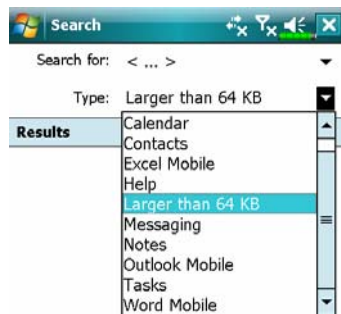 Search
Search for: < ... >
Type: Larger than 64 KB
Results
Calendar
Contacts
Excel Mobile
Help
Larger than 64 KB
Messaging
Notes
Outlook Mobile
Tasks
Word Mobile